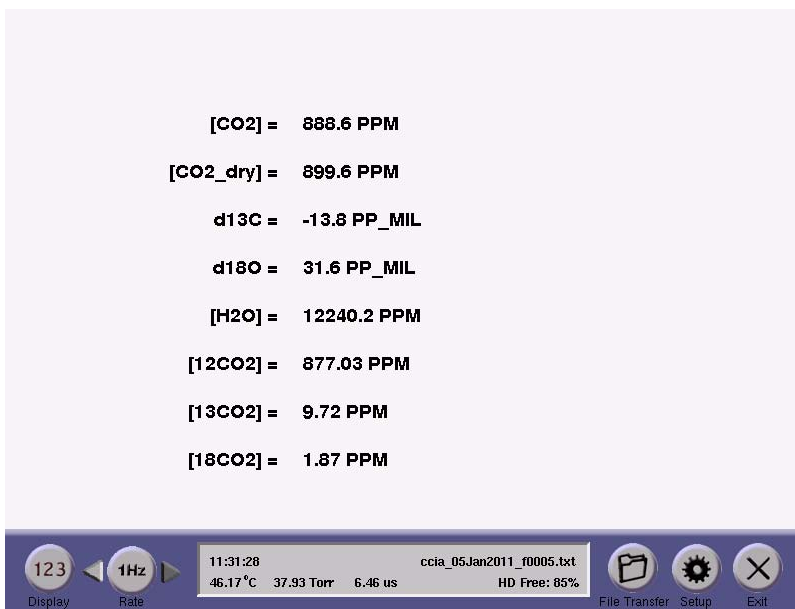 [CO2] = 888.6 PPM
[CO2_dry] = 899.6 PPM
d13C = -13.8 PP_MIL
d18O = 31.6 PP_MIL
[H2O] = 12240.2 PPM
[12CO2] = 877.03 PPM
[13CO2] = 9.72 PPM
[18CO2] = 1.87 PPM
123 1Hz
11:31:28 ccia_05Jan2011_f0005.txt
46.17°C 37.93 Torr 6.46 us HD Free: 85%
Display Rate File Transfer Setup Exit